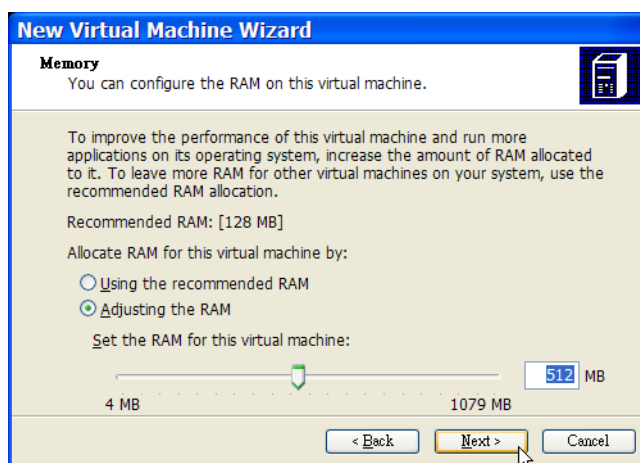 New Virtual Machine Wizard
Memory
You can configure the RAM on this virtual machine.
To improve the performance of this virtual machine and run more
applications on its operating system, increase the amount of RAM allocated
to it. To leave more RAM for other virtual machines on your system, use the
recommended RAM allocation.
Recommended RAM: [128 MB]
Allocate RAM for this virtual machine by:
Using the recommended RAM
Adjusting the RAM
Set the RAM for this virtual machine:
512 MB
4 MB 1079 MB
< Back Next > Cancel